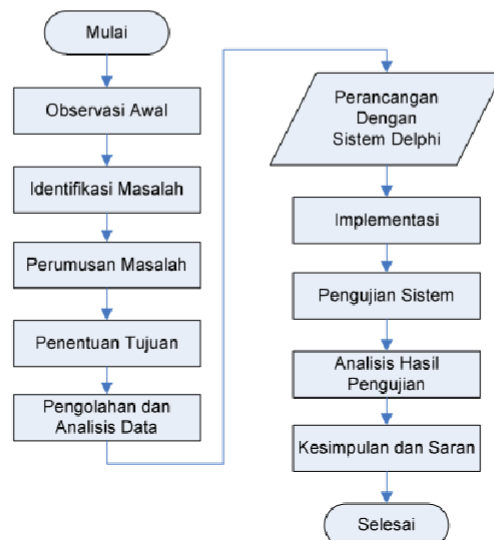 Mulai
Observasi Awal
Identifikasi Masalah
Perumusan Masalah
Penentuan Tujuan
Pengolahan dan
Analisis Data
Perancangan
Dengan
Sistem Delphi
Implementasi
Pengujian Sistem
Analisis Hasil
Pengujian
Kesimpulan dan Saran
Selesai